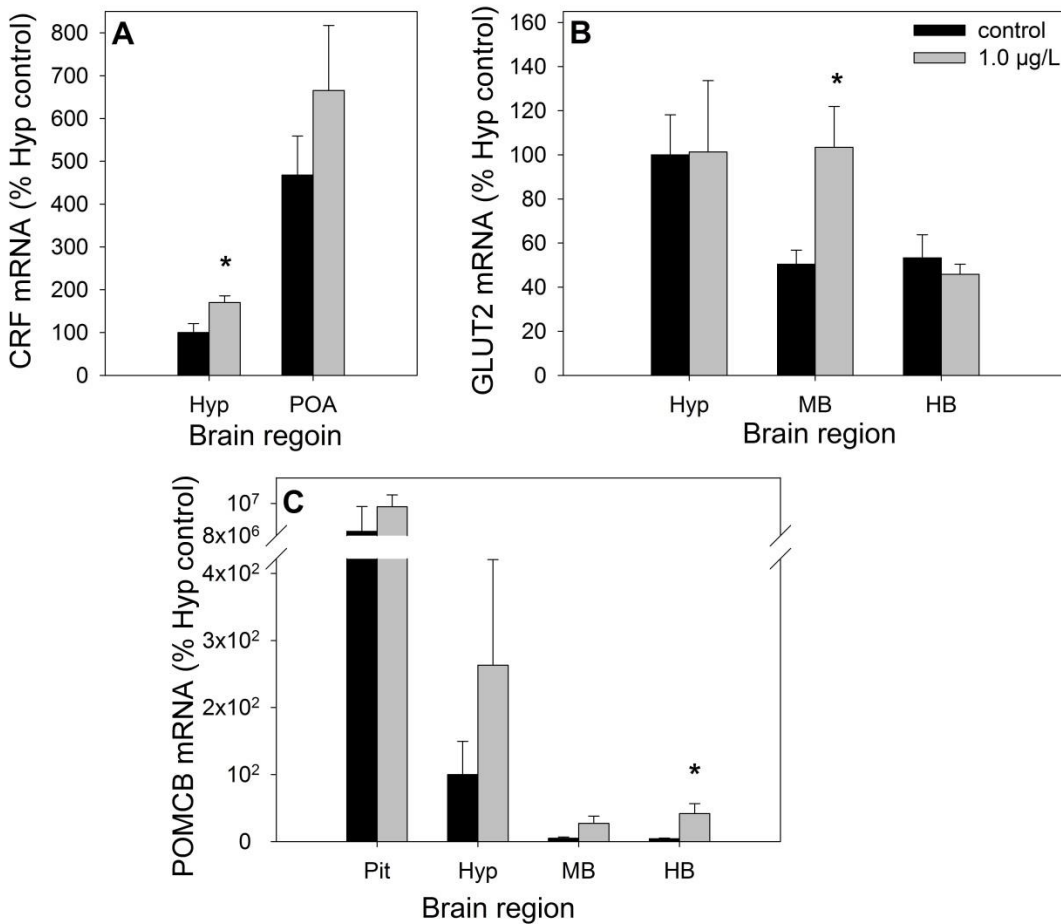 A
CRF mRNA (% Hyp control)
800
700
600
500
400
300
200
100
0
*
Hyp POA
Brain regoin
B
control
1.0 µg/L
GLUT2 mRNA (% Hyp control)
160
140
120
100
80
60
40
20
0
*
Hyp MB HB
Brain region
C
POMCB mRNA (% Hyp control)
10⁷
8x10⁶
4x10²
3x10²
2x10²
10²
0
*
Pit Hyp MB HB
Brain region